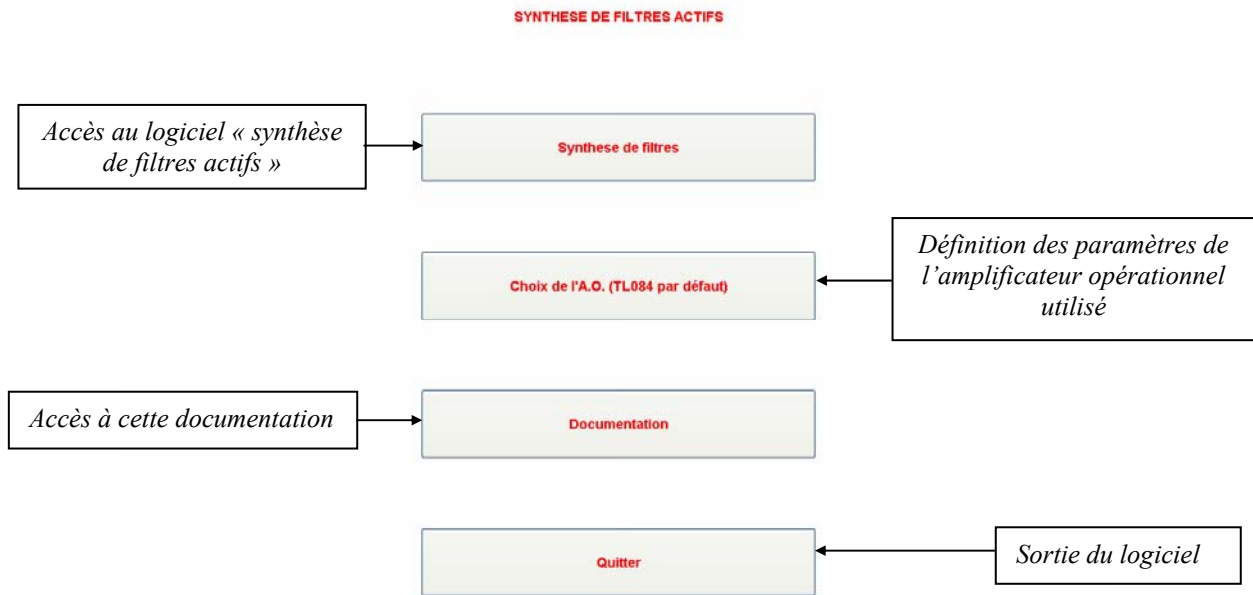 SYNTHESE DE FILTRES ACTIFS
Accès au logiciel « synthèse
de filtres actifs »
Synthese de filtres
Choix de l'A.O. (TL084 par défaut)
Définition des paramètres de
l’amplificateur opérationnel
utilisé
Accès à cette documentation
Documentation
Quitter
Sortie du logiciel